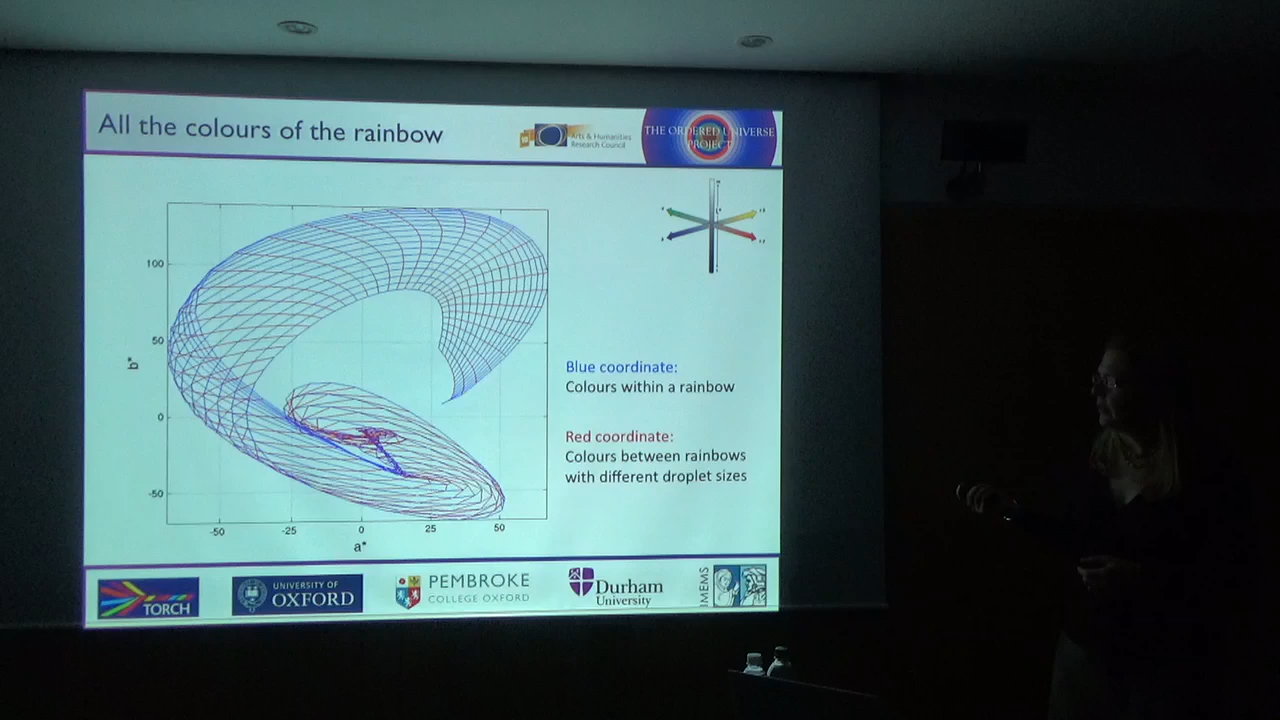 All the colours of the rainbow
Arts & Humanities
Research Council
THE ORDERED UNIVERSE
PROJECT
100
50
0
-50
b*
-50
-25
0
25
50
a*
Blue coordinate:
Colours within a rainbow
Red coordinate:
Colours between rainbows
with different droplet sizes
TORCH
UNIVERSITY OF
OXFORD
PEMBROKE
COLLEGE OXFORD
Durham
University
IMEMS